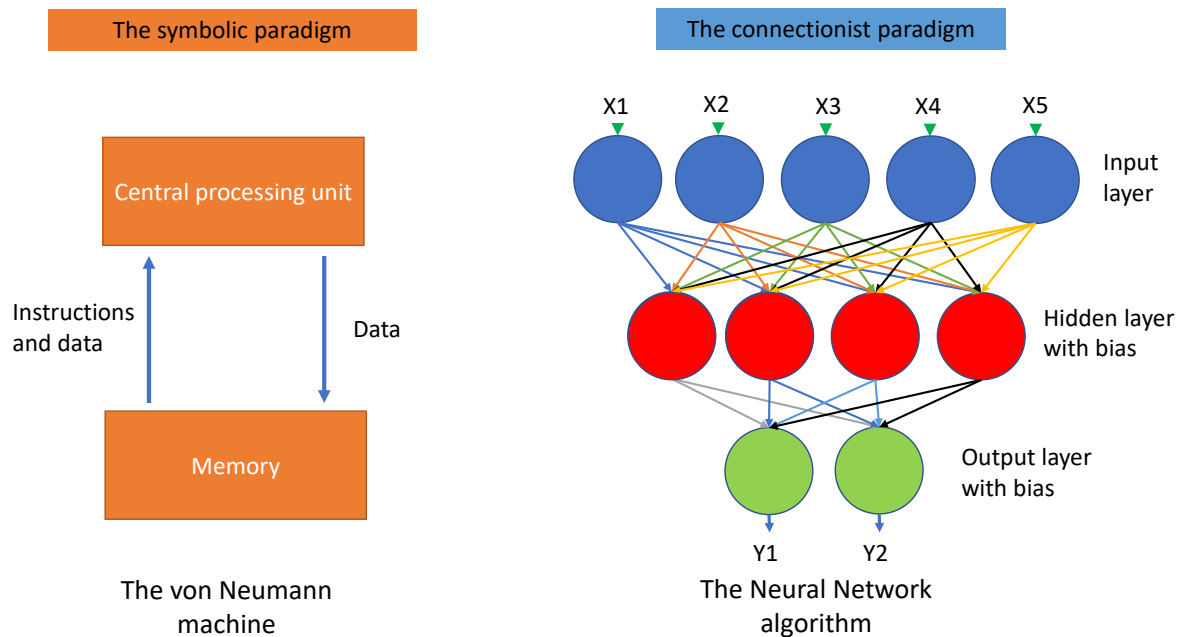 The symbolic paradigm
Central processing unit
Instructions
and data
Data
Memory
The von Neumann
machine
The connectionist paradigm
X1 X2 X3 X4 X5
Input
layer
Hidden layer
with bias
Output layer
with bias
Y1 Y2
The Neural Network
algorithm